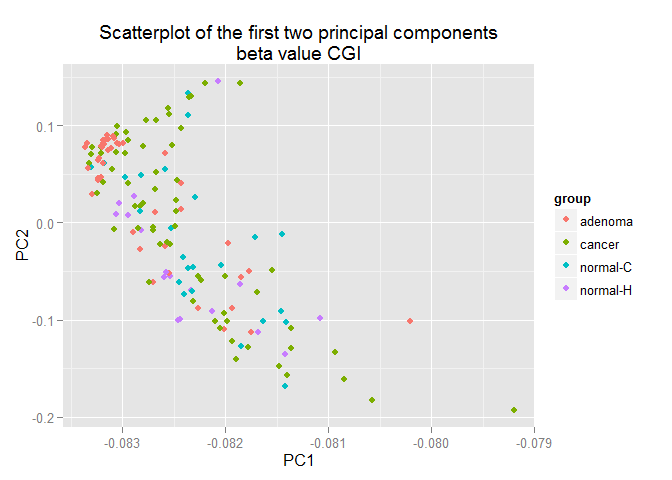 Scatterplot of the first two principal components
beta value CGI
0.1
0.0
-0.1
-0.2
PC2
-0.083
-0.082
-0.081
-0.080
-0.079
PC1
group
adenoma
cancer
normal-C
normal-H